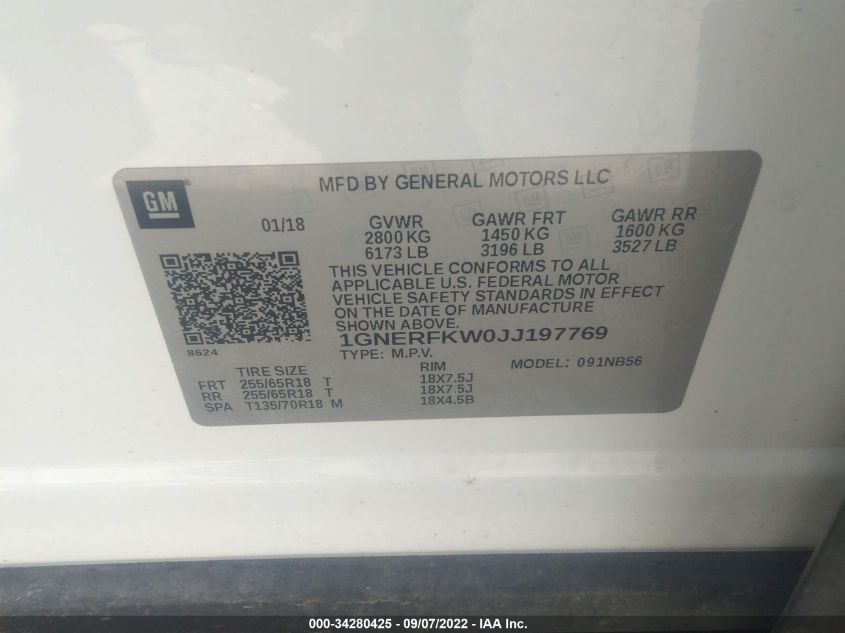 GM
MFD BY GENERAL MOTORS LLC
01/18 GVWR GAWR FRT GAWR RR
2800 KG 1450 KG 1600 KG
6173 LB 3196 LB 3527 LB
THIS VEHICLE CONFORMS TO ALL
APPLICABLE U.S. FEDERAL MOTOR
VEHICLE SAFETY STANDARDS IN EFFECT
ON THE DATE OF MANUFACTURE
SHOWN ABOVE.
1GNERFKW0JJ197769
8624
TYPE: M.P.V. MODEL: 091NB56
TIRE SIZE RIM
FRT 255/65R18 T 18X7.5J
RR 255/65R18 T 18X7.5J
SPA T135/70R18 M 18X4.5B
000-34280425 - 09/07/2022 - IAA Inc.